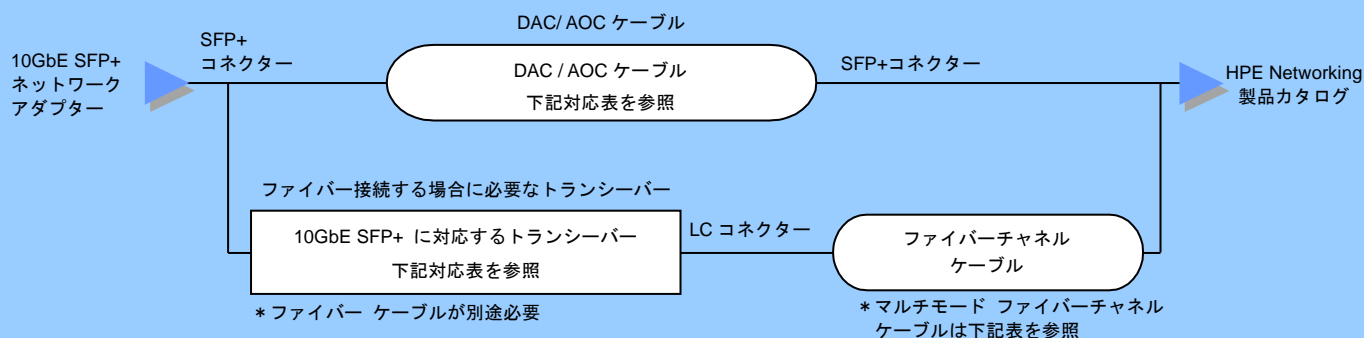 DAC/ AOC ケーブル
10GbE SFP+
ネットワーク
アダプター
SFP+
コネクター
DAC / AOC ケーブル
下記対応表を参照
SFP+コネクター
HPE Networking
製品カタログ
ファイバー接続する場合に必要なトランシーバー
10GbE SFP+ に対応するトランシーバー
下記対応表を参照
LC コネクター
ファイバーチャネル
ケーブル
*ファイバー ケーブルが別途必要
*マルチモード ファイバーチャネル
ケーブルは下記表を参照